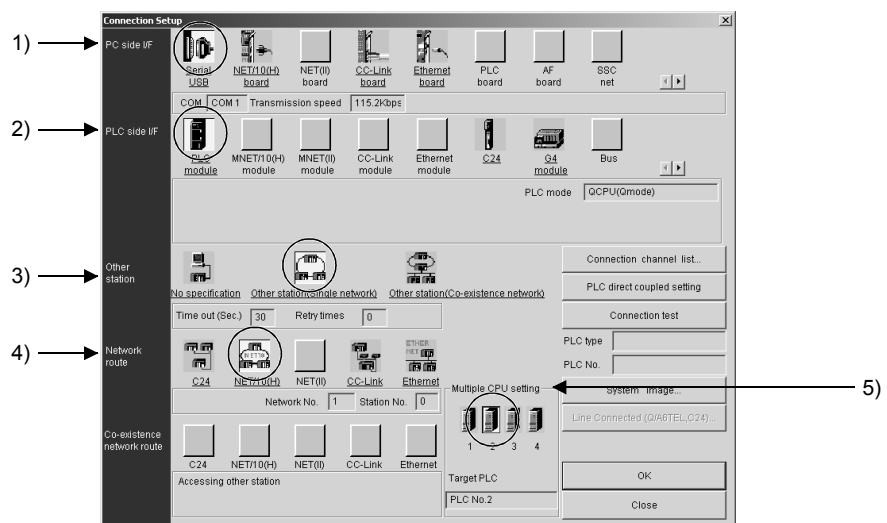 Connection Setup
1)
PC side I/F
Serial USB
NET/10(H) board
NET(II) board
CC-Link board
Ethernet board
PLC board
AF board
SSC net
COM COM 1 Transmission speed 115.2Kbps
2)
PLC side I/F
PLC module
MNET/10(H) module
MNET(II) module
CC-Link module
Ethernet module
C24
G4 module
Bus
PLC mode QCPU(Qmode)
3)
Other station
No specification
Other station(Single network)
Other station(Co-existence network)
Time out (Sec.) 30 Retry times 0
Connection channel list...
PLC direct coupled setting
Connection test
PLC type
PLC No.
System Image...
Line Connected (Q/A6TEL,C24)...
4)
Network route
C24
NET/10(H)
NET(II)
CC-Link
Ethernet
Network No. 1 Station No. 0
5)
Multiple CPU setting
1 2 3 4
Target PLC
PLC No.2
Co-existence network route
C24
NET/10(H)
NET(II)
CC-Link
Ethernet
Accessing other station
OK
Close